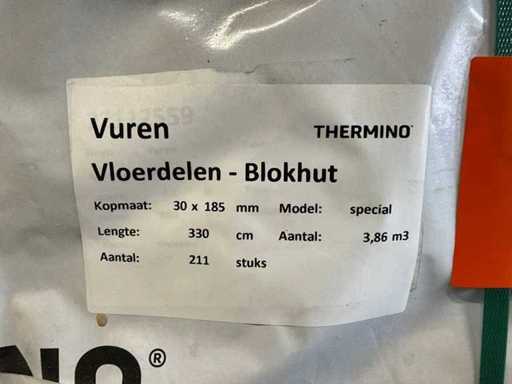 Vuren
THERMINO
Vloerdelen - Blokhut
Kopmaat: 30 x 185 mm Model: special
Lengte: 330 cm Aantal: 3,86 m3
Aantal: 211 stuks
NO®